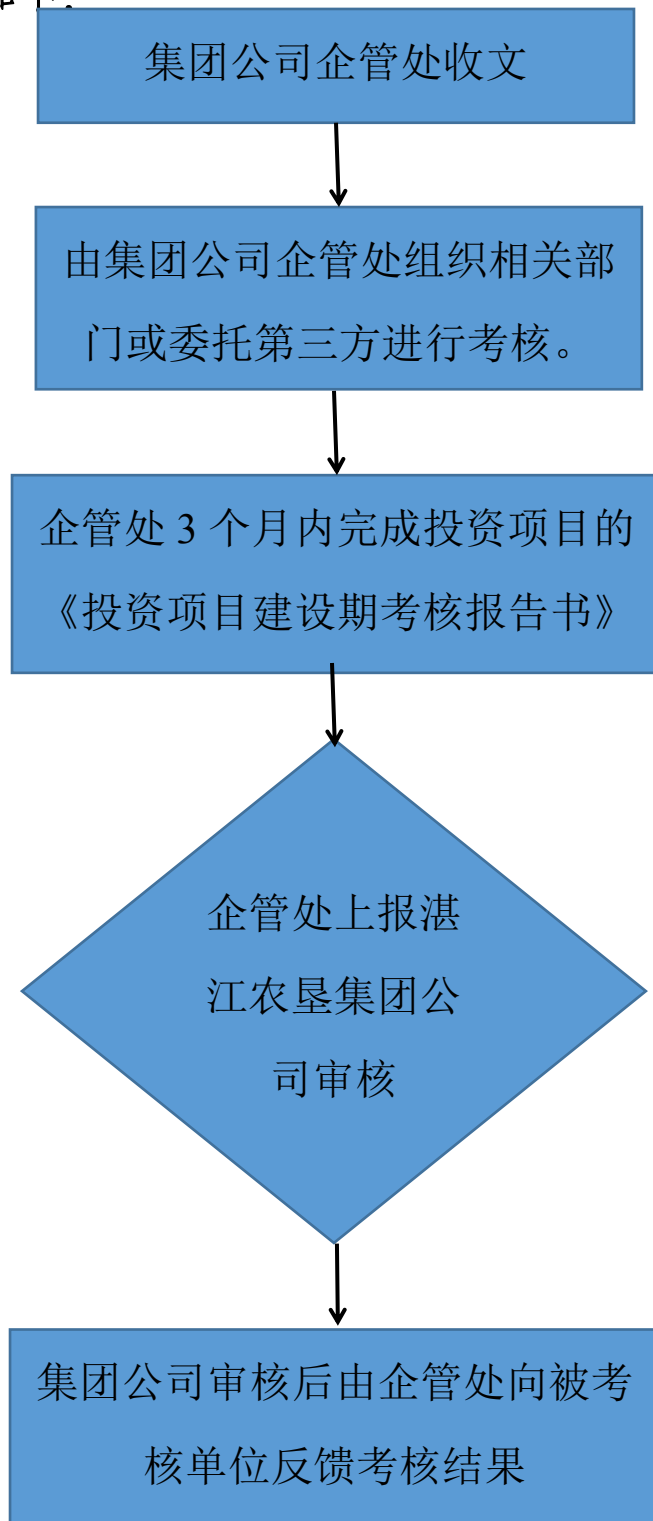 集团公司企管处收文
由集团公司企管处组织相关部
门或委托第三方进行考核。
企管处 3 个月内完成投资项目的
《投资项目建设期考核报告书》
企管处上报湛
江农垦集团公
司审核
集团公司审核后由企管处向被考
核单位反馈考核结果